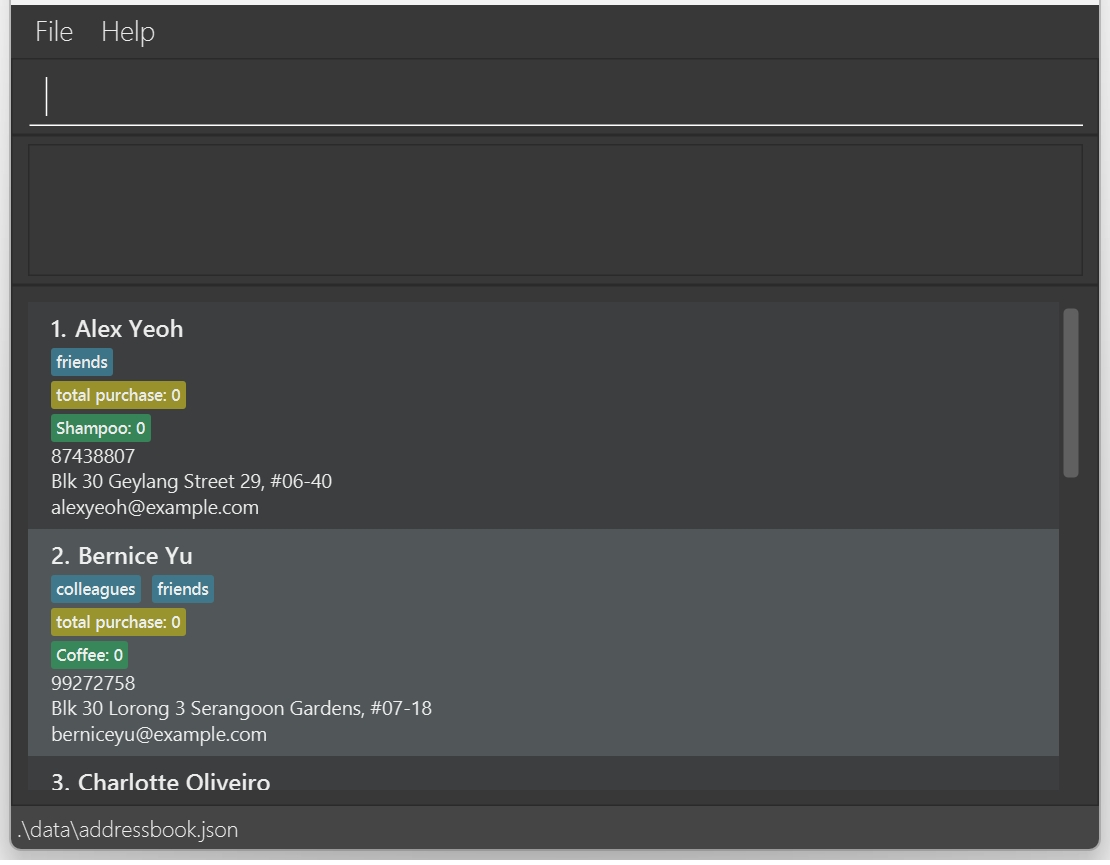 File Help
1. Alex Yeoh
friends
total purchase: 0
Shampoo: 0
87438807
Blk 30 Geylang Street 29, #06-40
alexyeoh@example.com
2. Bernice Yu
colleagues friends
total purchase: 0
Coffee: 0
99272758
Blk 30 Lorong 3 Serangoon Gardens, #07-18
berniceyu@example.com
3. Charlotte Oliveiro
.\data\addressbook.json